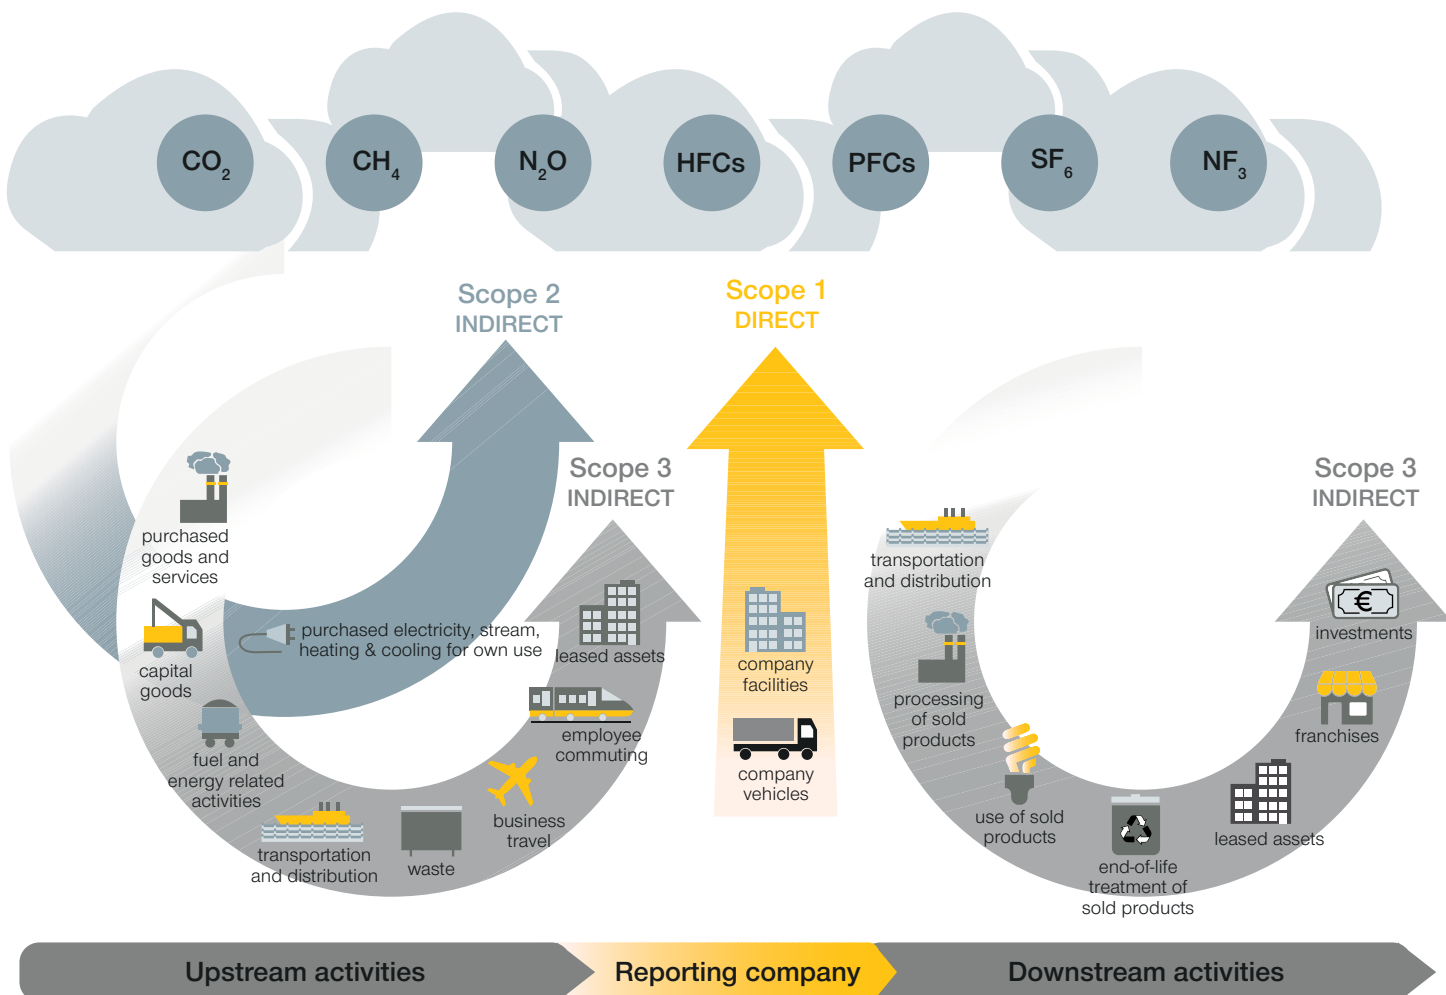 CO2
CH4
N2O
HFCs
PFCs
SF6
NF3
Scope 2
INDIRECT
Scope 1
DIRECT
Scope 3
INDIRECT
Scope 3
INDIRECT
purchased
goods and
services
capital
goods
fuel and
energy related
activities
transportation
and distribution
waste
business
travel
employee
commuting
leased assets
purchased electricity, stream,
heating & cooling for own use
company
facilities
company
vehicles
transportation
and distribution
processing
of sold
products
use of sold
products
end-of-life
treatment of
sold products
leased assets
franchises
€
investments
Upstream activities
Reporting company
Downstream activities